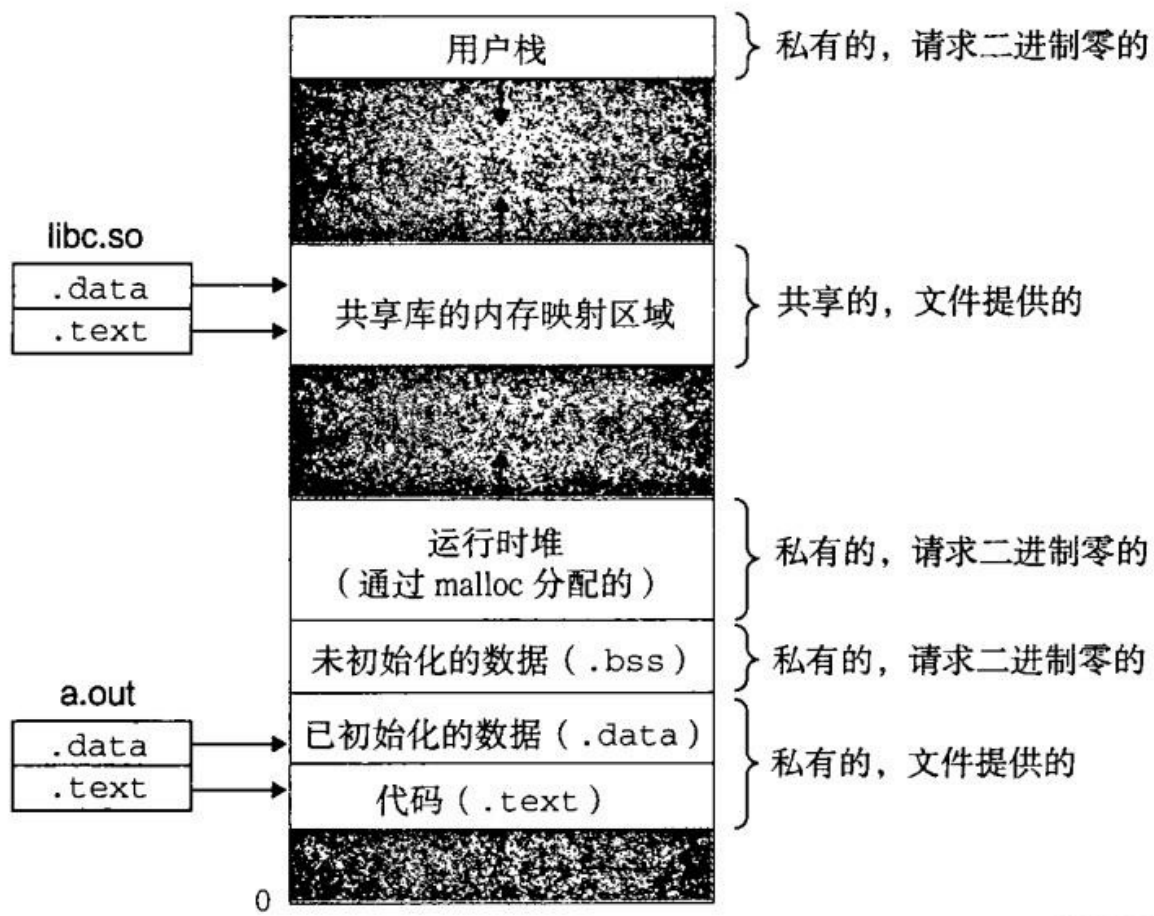 用户栈
私有的，请求二进制零的
libc.so
.data
.text
共享库的内存映射区域
共享的，文件提供的
运行时堆
（通过 malloc 分配的）
私有的，请求二进制零的
未初始化的数据（.bss）
私有的，请求二进制零的
a.out
.data
.text
已初始化的数据（.data）
代码（.text）
私有的，文件提供的
0